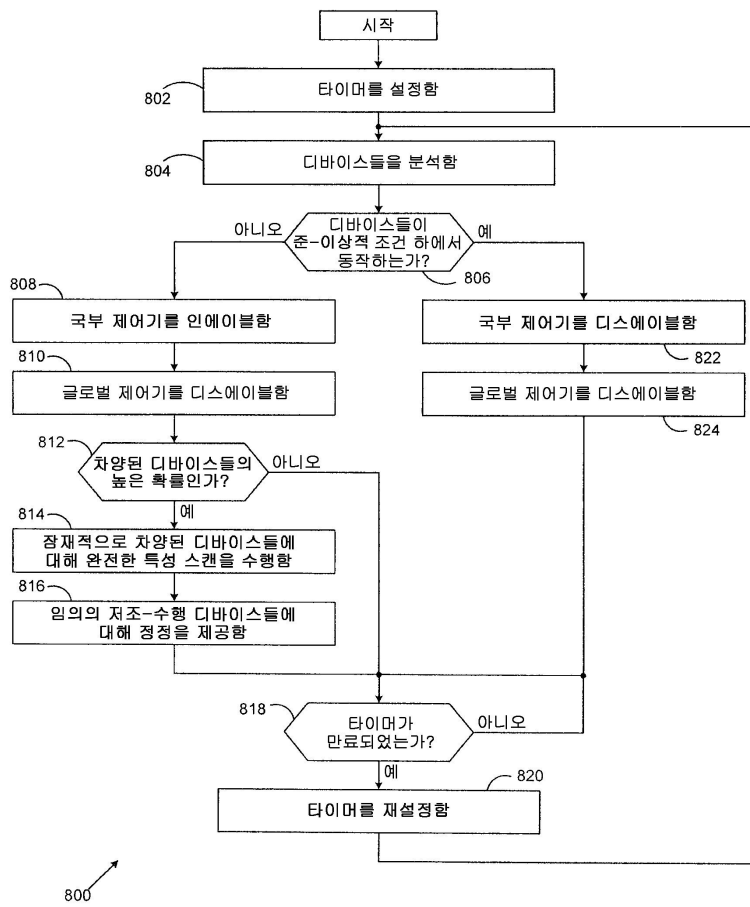 시작
802
타이머를 설정함
804
디바이스들을 분석함
아니오
디바이스들이
준-이상적 조건 하에서
동작하는가?
예
806
808
국부 제어기를 인에이블함
국부 제어기를 디스에이블함
822
810
글로벌 제어기를 디스에이블함
글로벌 제어기를 디스에이블함
824
812
차양된 디바이스들의
높은 확률인가?
아니오
예
814
잠재적으로 차양된 디바이스들에
대해 완전한 특성 스캔을 수행함
816
임의의 저조-수행 디바이스들에
대해 정정을 제공함
818
타이머가
만료되었는가?
아니오
예
820
타이머를 재설정함
800